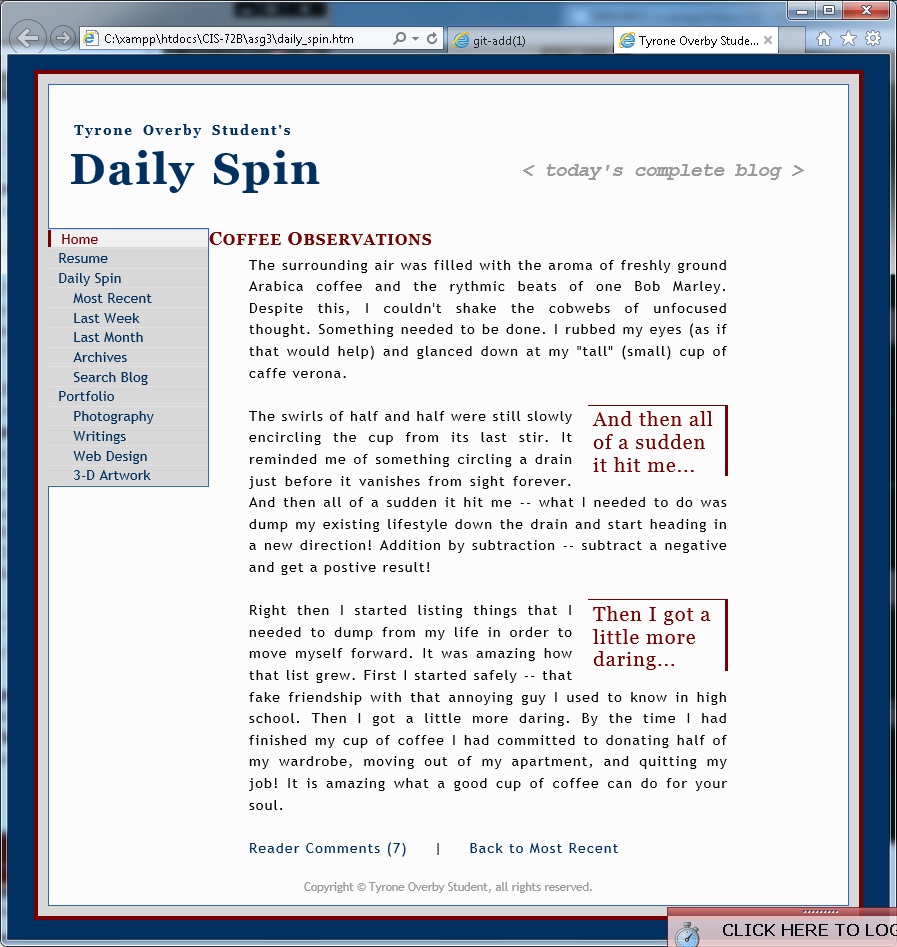 C:\xampp\htdocs\CIS-72B\asg3\daily_spin.htm
git-add(1)
Tyrone Overby Stude...
Tyrone Overby Student's
Daily Spin
< today's complete blog >
Home
Resume
Daily Spin
Most Recent
Last Week
Last Month
Archives
Search Blog
Portfolio
Photography
Writings
Web Design
3-D Artwork
COFFEE OBSERVATIONS
The surrounding air was filled with the aroma of freshly ground
Arabica coffee and the rythmic beats of one Bob Marley.
Despite this, I couldn't shake the cobwebs of unfocused
thought. Something needed to be done. I rubbed my eyes (as if
that would help) and glanced down at my "tall" (small) cup of
caffe verona.
And then all
of a sudden
it hit me...
The swirls of half and half were still slowly
encircling the cup from its last stir. It
reminded me of something circling a drain
just before it vanishes from sight forever.
And then all of a sudden it hit me -- what I needed to do was
dump my existing lifestyle down the drain and start heading in
a new direction! Addition by subtraction -- subtract a negative
and get a postive result!
Then I got a
little more
daring...
Right then I started listing things that I
needed to dump from my life in order to
move myself forward. It was amazing how
that list grew. First I started safely -- that
fake friendship with that annoying guy I used to know in high
school. Then I got a little more daring. By the time I had
finished my cup of coffee I had committed to donating half of
my wardrobe, moving out of my apartment, and quitting my
job! It is amazing what a good cup of coffee can do for your
soul.
Reader Comments (7) | Back to Most Recent
Copyright © Tyrone Overby Student, all rights reserved.
CLICK HERE TO LOG